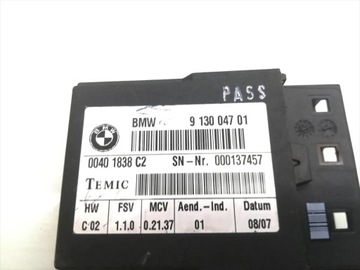 PASS
BMW 9 130 047 01
BMW
0040 1838 C2 SN-Nr. 000137457
TEMIC
HW FSV MCV Aend.-Ind. Datum
C 02 1.1.0 0.21.37 01 08/07